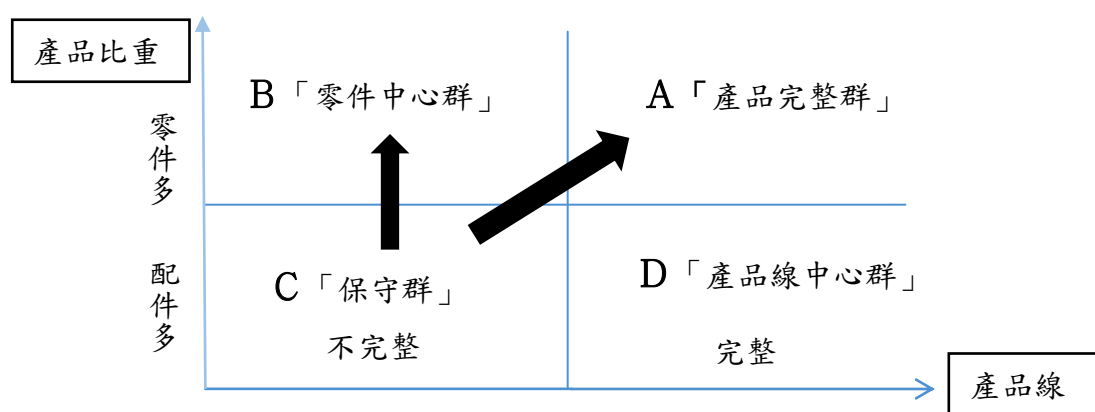 產品比重
B「零件中心群」
A「產品完整群」
零件多
配件多
C「保守群」
D「產品線中心群」
不完整
完整
產品線